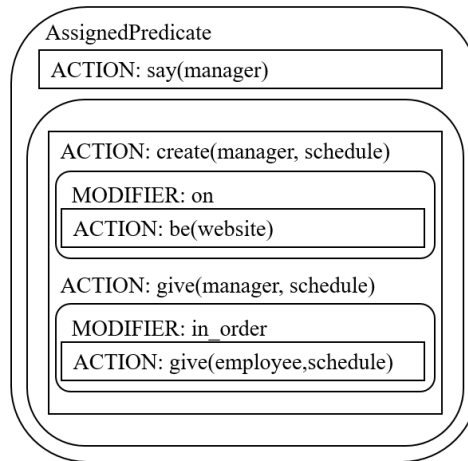 AssignedPredicate
ACTION: say(manager)
ACTION: create(manager, schedule)
MODIFIER: on
ACTION: be(website)
ACTION: give(manager, schedule)
MODIFIER: in_order
ACTION: give(employee,schedule)